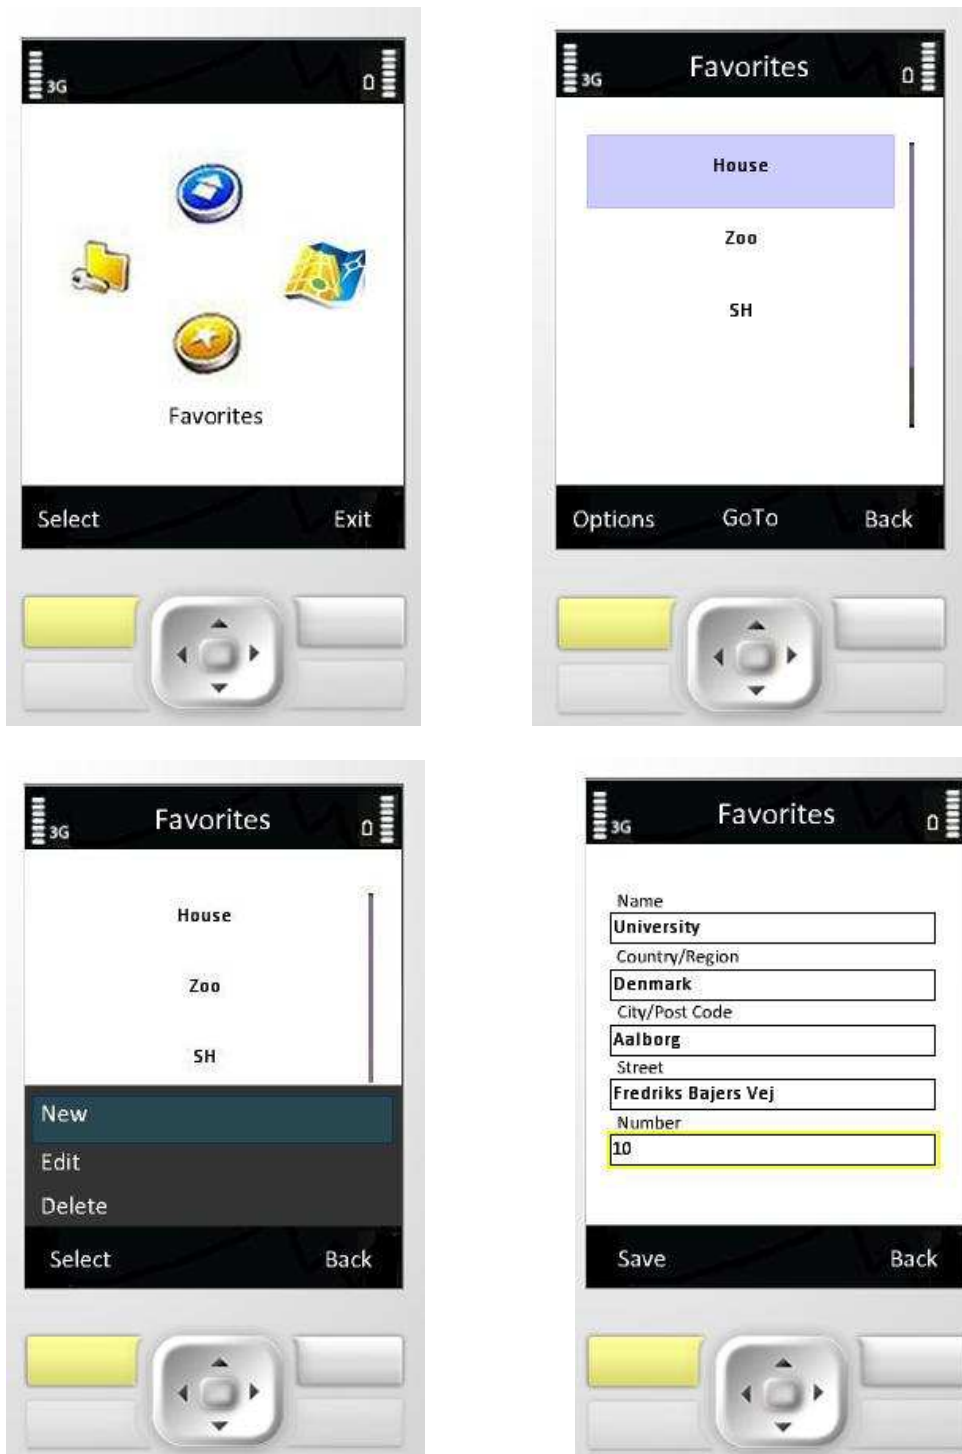 3G
Favorites
Select Exit
3G Favorites
House
Zoo
SH
Options GoTo Back
3G Favorites
House
Zoo
SH
New
Edit
Delete
Select Back
3G Favorites
Name
University
Country/Region
Denmark
City/Post Code
Aalborg
Street
Fredriks Bajers Vej
Number
10
Save Back